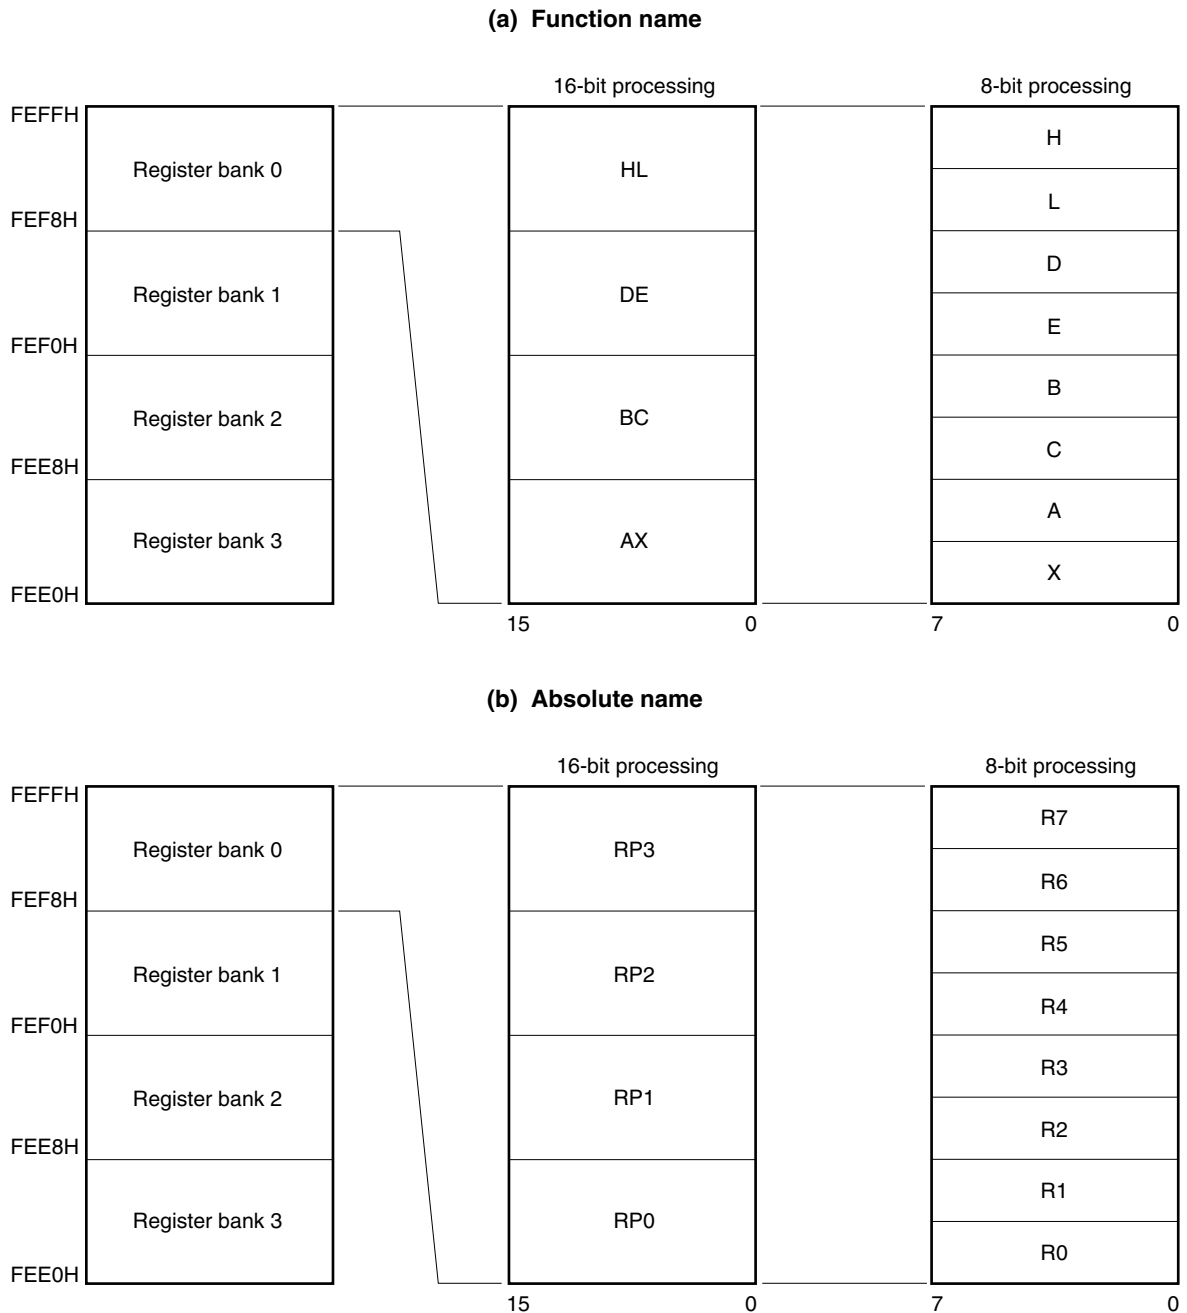 (a) Function name
16-bit processing
8-bit processing
FEFFH
Register bank 0
HL
H
L
FEF8H
Register bank 1
DE
D
E
FEF0H
Register bank 2
BC
B
C
FEE8H
Register bank 3
AX
A
X
FEE0H
15
0
7
0
(b) Absolute name
16-bit processing
8-bit processing
FEFFH
Register bank 0
RP3
R7
R6
FEF8H
Register bank 1
RP2
R5
R4
FEF0H
Register bank 2
RP1
R3
R2
FEE8H
Register bank 3
RP0
R1
R0
FEE0H
15
0
7
0